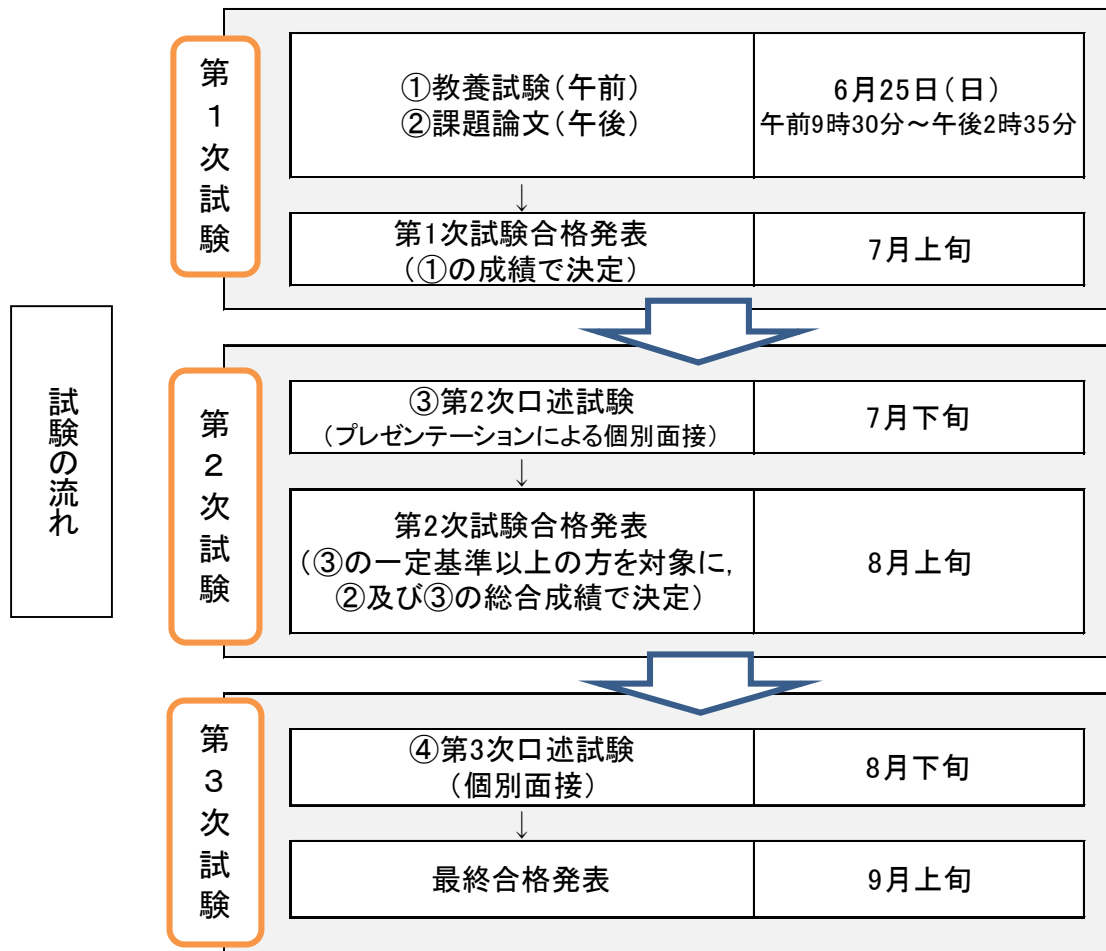 試験の流れ
第1次試験
①教養試験(午前)
②課題論文(午後)
6月25日(日)
午前9時30分～午後2時35分
↓
第1次試験合格発表
(①の成績で決定)
7月上旬
第2次試験
③第2次口述試験
(プレゼンテーションによる個別面接)
7月下旬
↓
第2次試験合格発表
(③の一定基準以上の方を対象に,
②及び③の総合成績で決定)
8月上旬
第3次試験
④第3次口述試験
(個別面接)
8月下旬
↓
最終合格発表
9月上旬